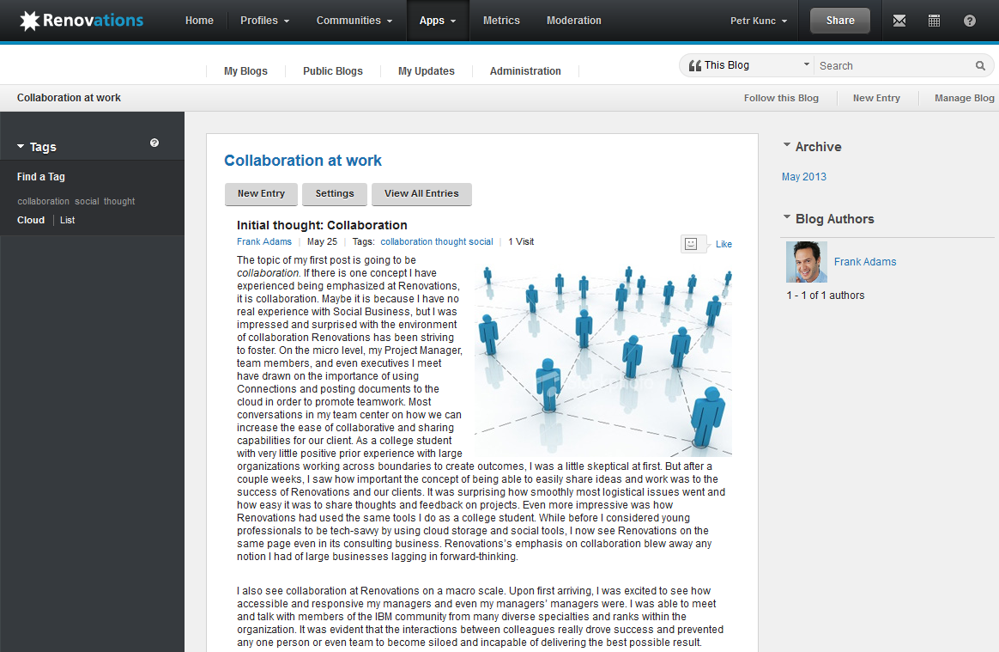 Renovations
Home Profiles Communities Apps Metrics Moderation Petr Kunc Share
My Blogs Public Blogs My Updates Administration This Blog Search
Collaboration at work Follow this Blog New Entry Manage Blog
Tags
Find a Tag
collaboration social thought
Cloud List
Collaboration at work
New Entry Settings View All Entries
Initial thought: Collaboration
Frank Adams May 25 Tags: collaboration thought social 1 Visit Like
The topic of my first post is going to be
collaboration. If there is one concept I have
experienced being emphasized at Renovations,
it is collaboration. Maybe it is because I have no
real experience with Social Business, but I was
impressed and surprised with the environment
of collaboration Renovations has been striving
to foster. On the micro level, my Project Manager,
team members, and even executives I meet
have drawn on the importance of using
Connections and posting documents to the
cloud in order to promote teamwork. Most
conversations in my team center on how we can
increase the ease of collaborative and sharing
capabilities for our client. As a college student
with very little positive prior experience with large
organizations working across boundaries to create outcomes, I was a little skeptical at first. But after a
couple weeks, I saw how important the concept of being able to easily share ideas and work was to the
success of Renovations and our clients. It was surprising how smoothly most logistical issues went and
how easy it was to share thoughts and feedback on projects. Even more impressive was how
Renovations had used the same tools I do as a college student. While before I considered young
professionals to be tech-savvy by using cloud storage and social tools, I now see Renovations on the
same page even in its consulting business. Renovations's emphasis on collaboration blew away any
notion I had of large businesses lagging in forward-thinking.
I also see collaboration at Renovations on a macro scale. Upon first arriving, I was excited to see how
accessible and responsive my managers and even my managers' managers were. I was able to meet
and talk with members of the IBM community from many diverse specialties and ranks within the
organization. It was evident that the interactions between colleagues really drove success and prevented
any one person or even team to become siloed and incapable of delivering the best possible result.
Archive
May 2013
Blog Authors
Frank Adams
1 - 1 of 1 authors